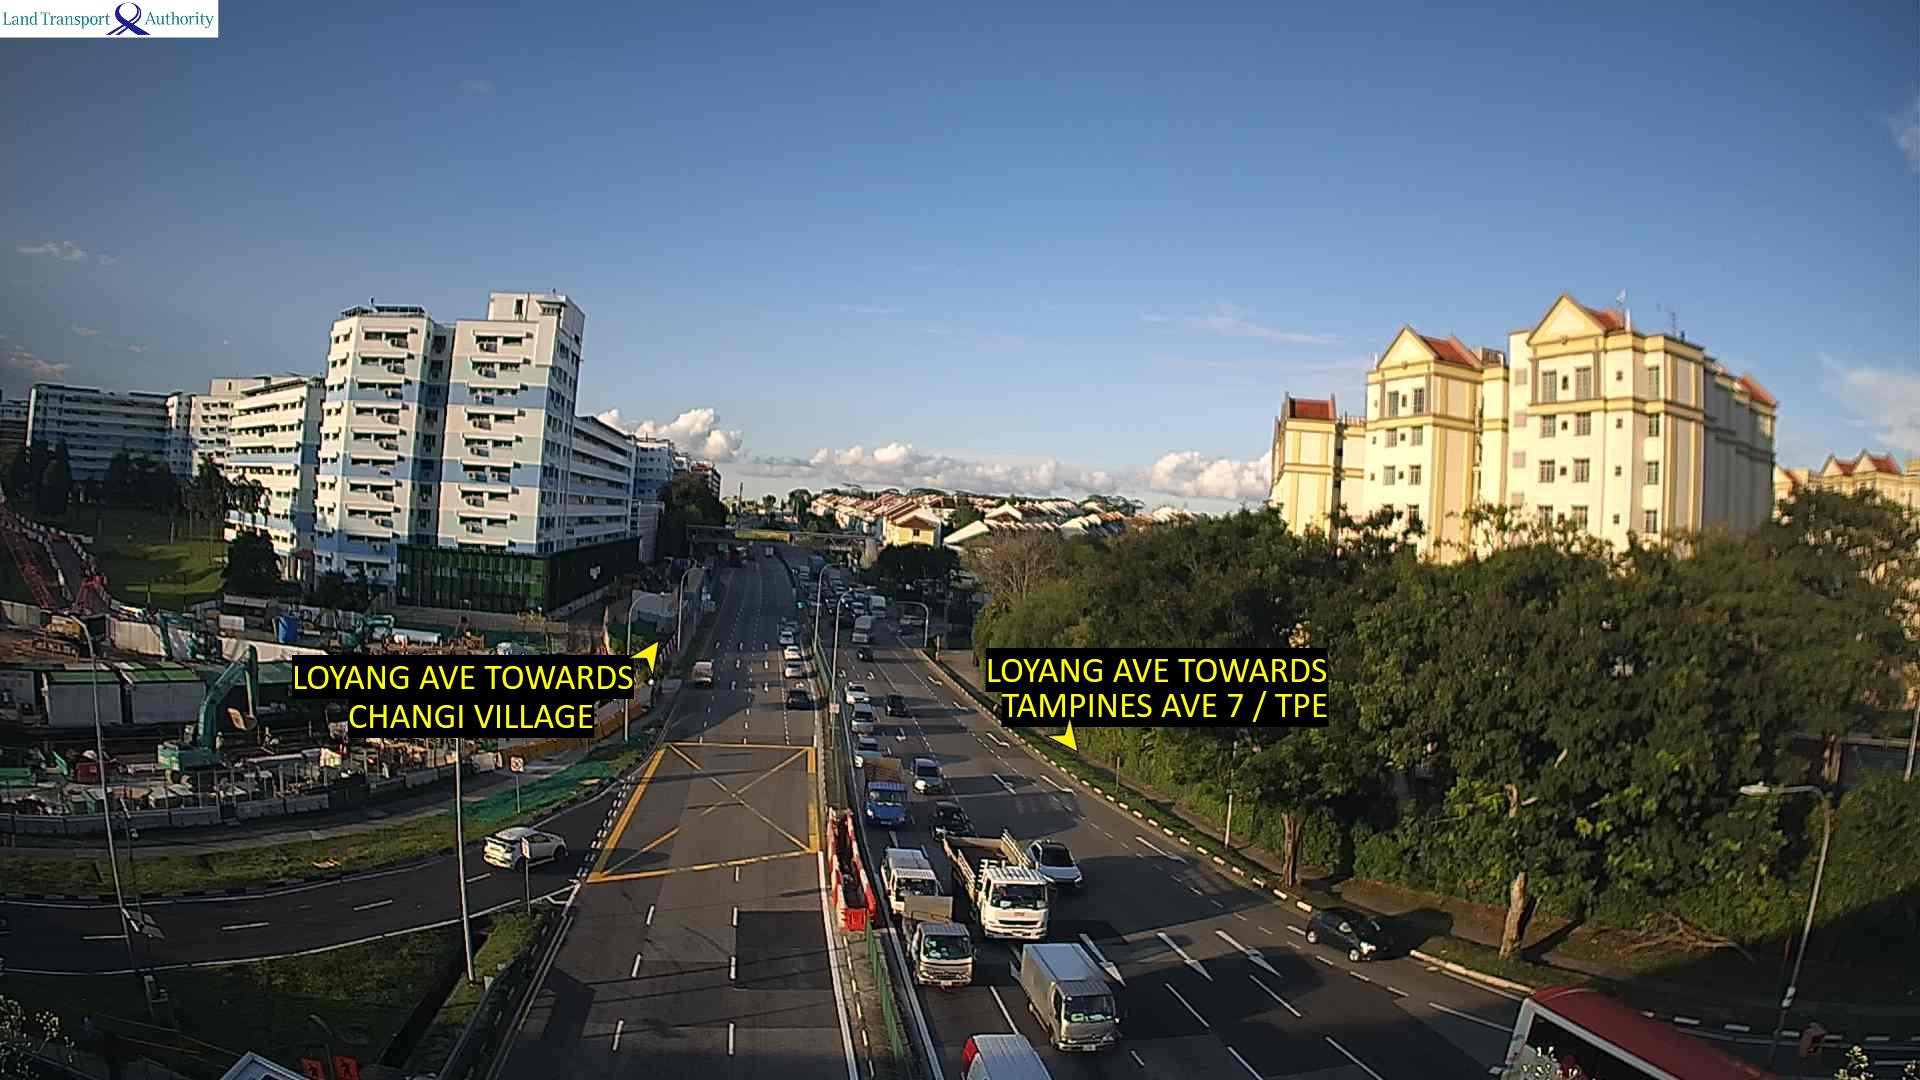 Land Transport Authority
LOYANG AVE TOWARDS
CHANGI VILLAGE
LOYANG AVE TOWARDS
TAMPINES AVE 7 / TPE